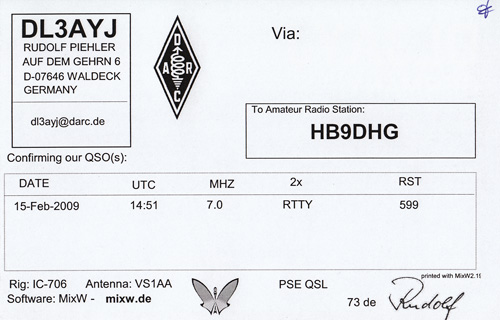 DL3AYJ
RUDOLF PIEHLER
AUF DEM GEHRN 6
D-07646 WALDECK
GERMANY
dl3ayj@darc.de
D
A R
C
Via:
To Amateur Radio Station:
HB9DHG
Confirming our QSO(s):
DATE UTC MHZ 2x RST
15-Feb-2009 14:51 7.0 RTTY 599
printed with MixW2.19
Rig: IC-706 Antenna: VS1AA PSE QSL
Software: MixW - mixw.de
73 de Rudolf